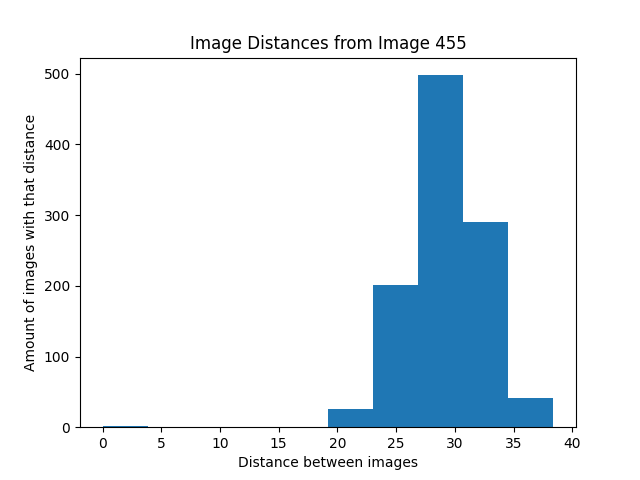 Image Distances from Image 455
500
400
300
200
100
0
Amount of images with that distance
0 5 10 15 20 25 30 35 40
Distance between images